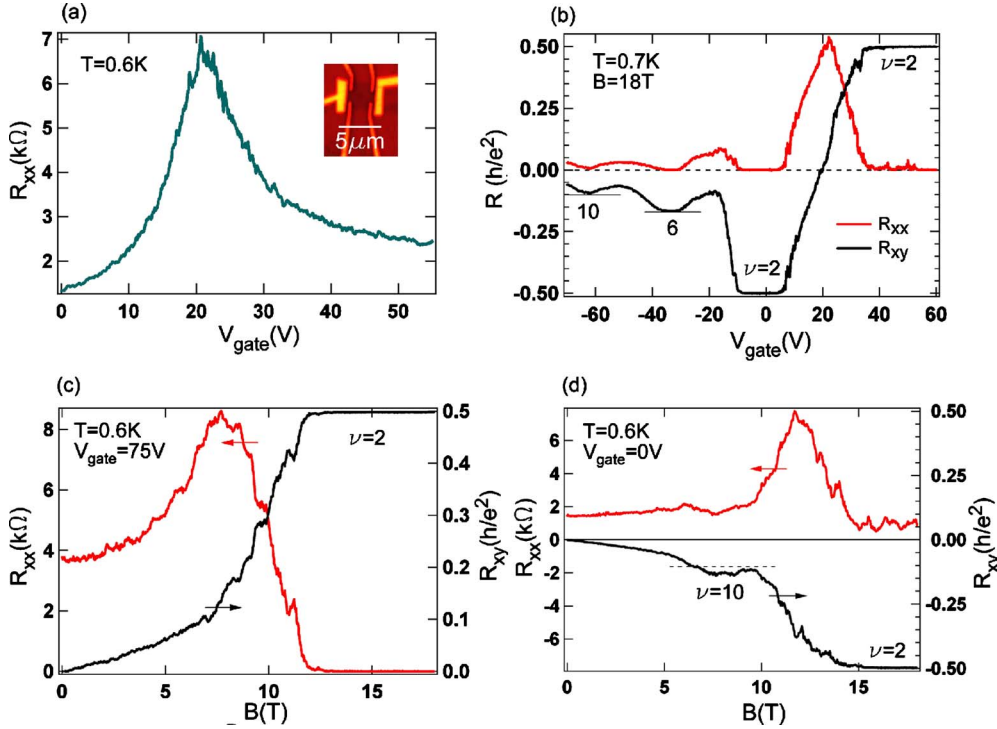 (a)
7
6
5
4
3
2
1
R_xx(kΩ)
T=0.6K
5μm
0 10 20 30 40 50
V_gate(V)
(b)
0.50
0.25
0.00
-0.25
-0.50
R (h/e2)
T=0.7K
B=18T
ν=2
10
6
ν=2
R_xx
R_xy
-60 -40 -20 0 20 40 60
V_gate(V)
(c)
8
6
4
2
0
R_xx(kΩ)
T=0.6K
V_gate=75V
ν=2
0.5
0.4
0.3
0.2
0.1
0.0
R_xy(h/e2)
0 5 10 15
B(T)
(d)
6
4
2
0
-2
-4
-6
R_xx(kΩ)
T=0.6K
V_gate=0V
ν=10
ν=2
0.50
0.25
0.00
-0.25
-0.50
R_xy(h/e2)
0 5 10 15
B(T)